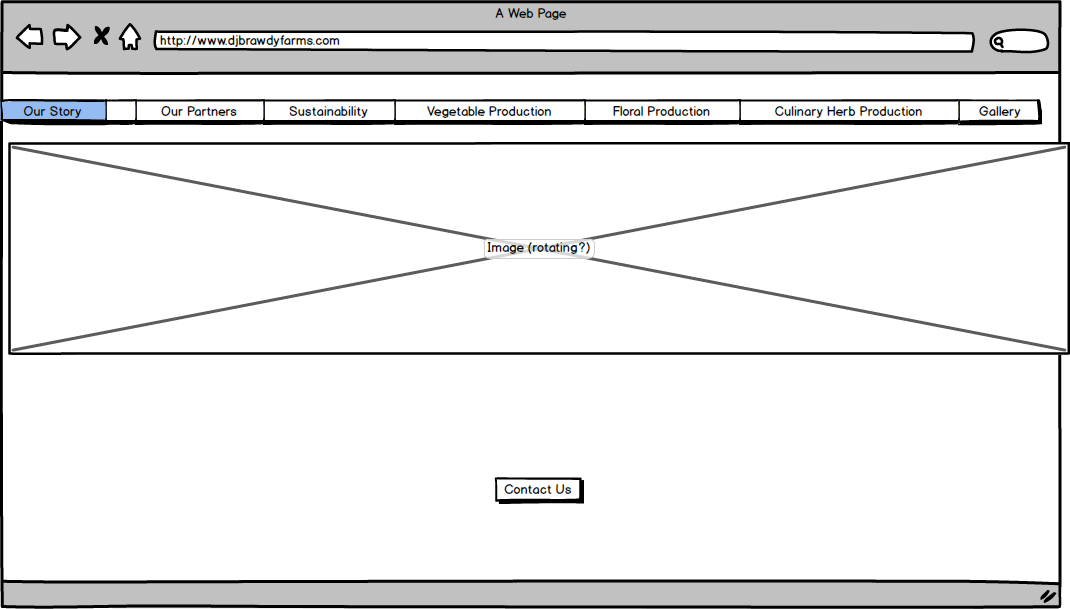 A Web Page
http://www.djbrawdyfarms.com
Our Story Our Partners Sustainability Vegetable Production Floral Production Culinary Herb Production Gallery
Image (rotating?)
Contact Us